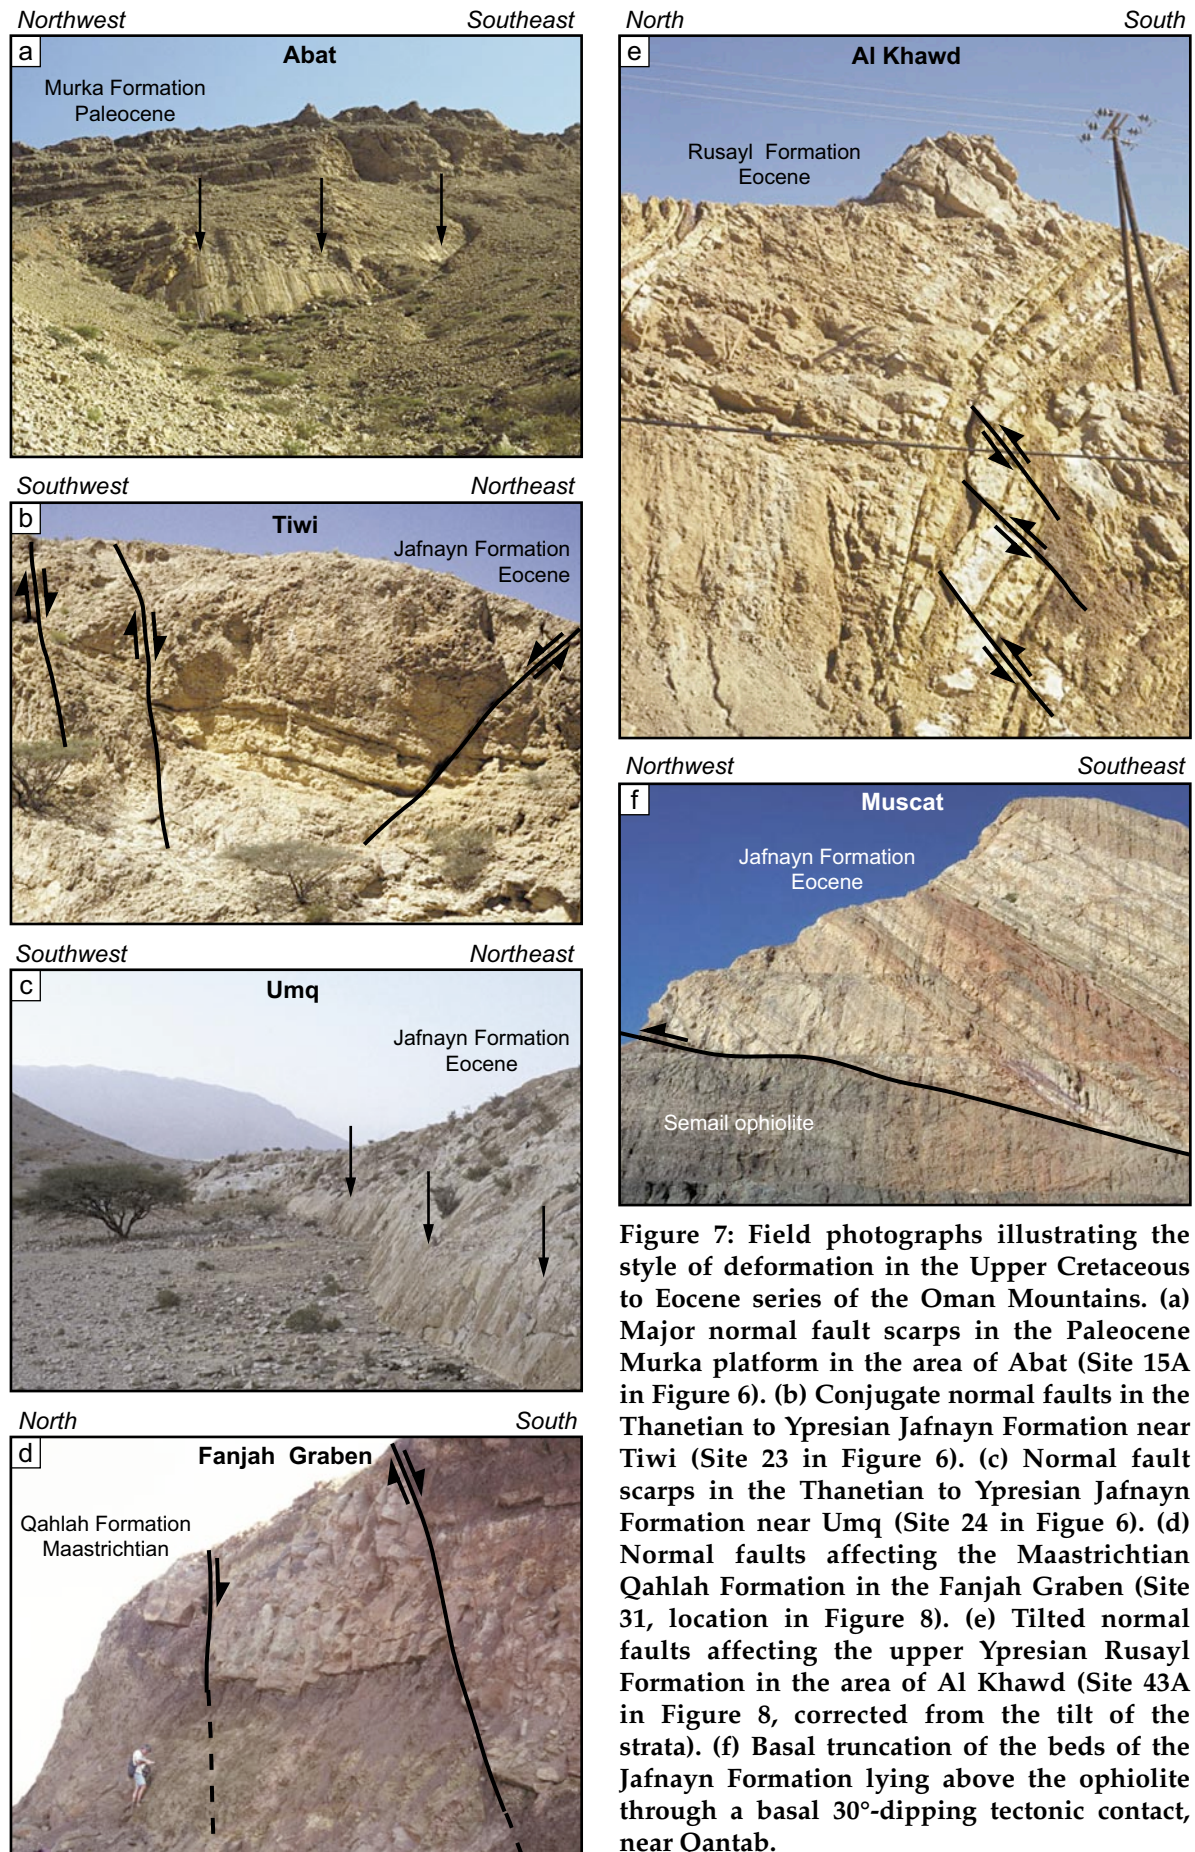 Northwest Southeast
a
Abat
Murka Formation
Paleocene
Southwest Northeast
b
Tiwi
Jafnayn Formation
Eocene
Southwest Northeast
c
Umq
Jafnayn Formation
Eocene
North South
d
Fanjah Graben
Qahlah Formation
Maastrichtian
North South
e
Al Khawd
Rusayl Formation
Eocene
Northwest Southeast
f
Muscat
Jafnayn Formation
Eocene
Semail ophiolite
Figure 7: Field photographs illustrating the
style of deformation in the Upper Cretaceous
to Eocene series of the Oman Mountains. (a)
Major normal fault scarps in the Paleocene
Murka platform in the area of Abat (Site 15A
in Figure 6). (b) Conjugate normal faults in the
Thanetian to Ypresian Jafnayn Formation near
Tiwi (Site 23 in Figure 6). (c) Normal fault
scarps in the Thanetian to Ypresian Jafnayn
Formation near Umq (Site 24 in Figue 6). (d)
Normal faults affecting the Maastrichtian
Qahlah Formation in the Fanjah Graben (Site
31, location in Figure 8). (e) Tilted normal
faults affecting the upper Ypresian Rusayl
Formation in the area of Al Khawd (Site 43A
in Figure 8, corrected from the tilt of the
strata). (f) Basal truncation of the beds of the
Jafnayn Formation lying above the ophiolite
through a basal 30°-dipping tectonic contact,
near Qantab.